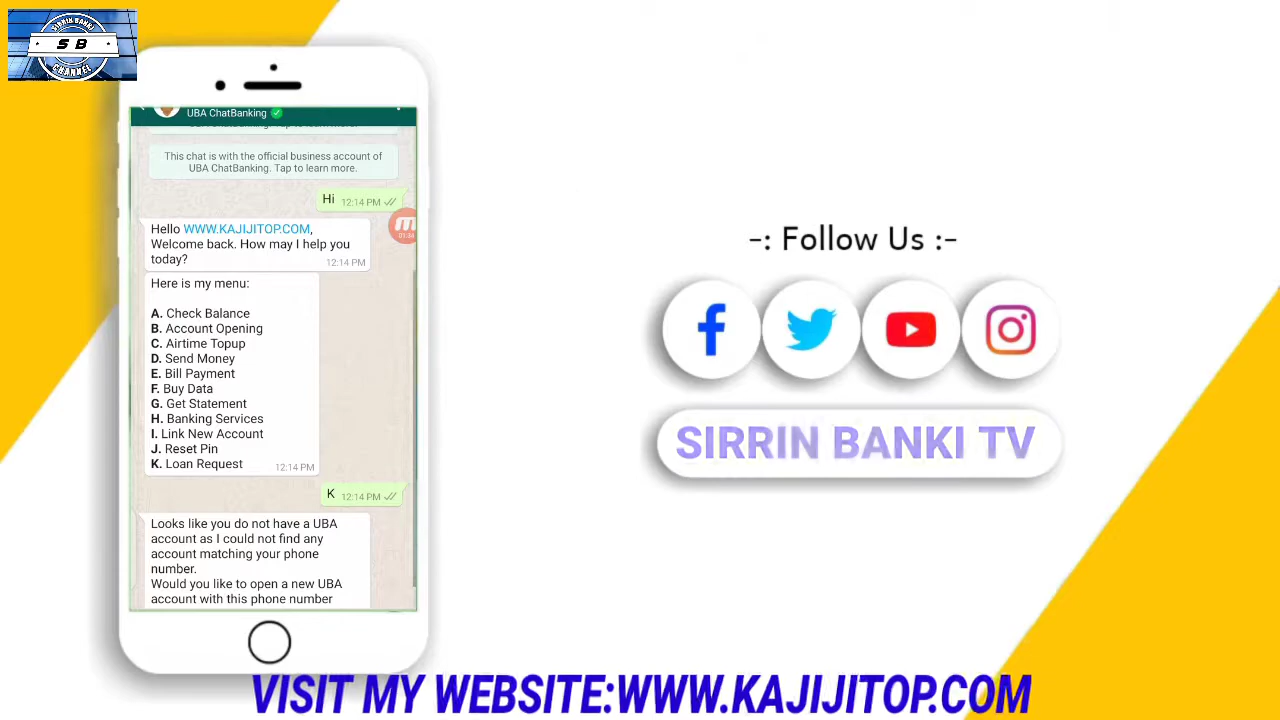 SIRRIN BANKI
S B
CHANNEL
UBA ChatBanking
This chat is with the official business account of
UBA ChatBanking. Tap to learn more.
Hi 12:14 PM
01:34
Hello WWW.KAJIJITOP.COM,
Welcome back. How may I help you
today?
12:14 PM
Here is my menu:
A. Check Balance
B. Account Opening
C. Airtime Topup
D. Send Money
E. Bill Payment
F. Buy Data
G. Get Statement
H. Banking Services
I. Link New Account
J. Reset Pin
K. Loan Request 12:14 PM
K 12:14 PM
Looks like you do not have a UBA
account as I could not find any
account matching your phone
number.
Would you like to open a new UBA
account with this phone number
-: Follow Us :-
SIRRIN BANKI TV
VISIT MY WEBSITE:WWW.KAJIJITOP.COM